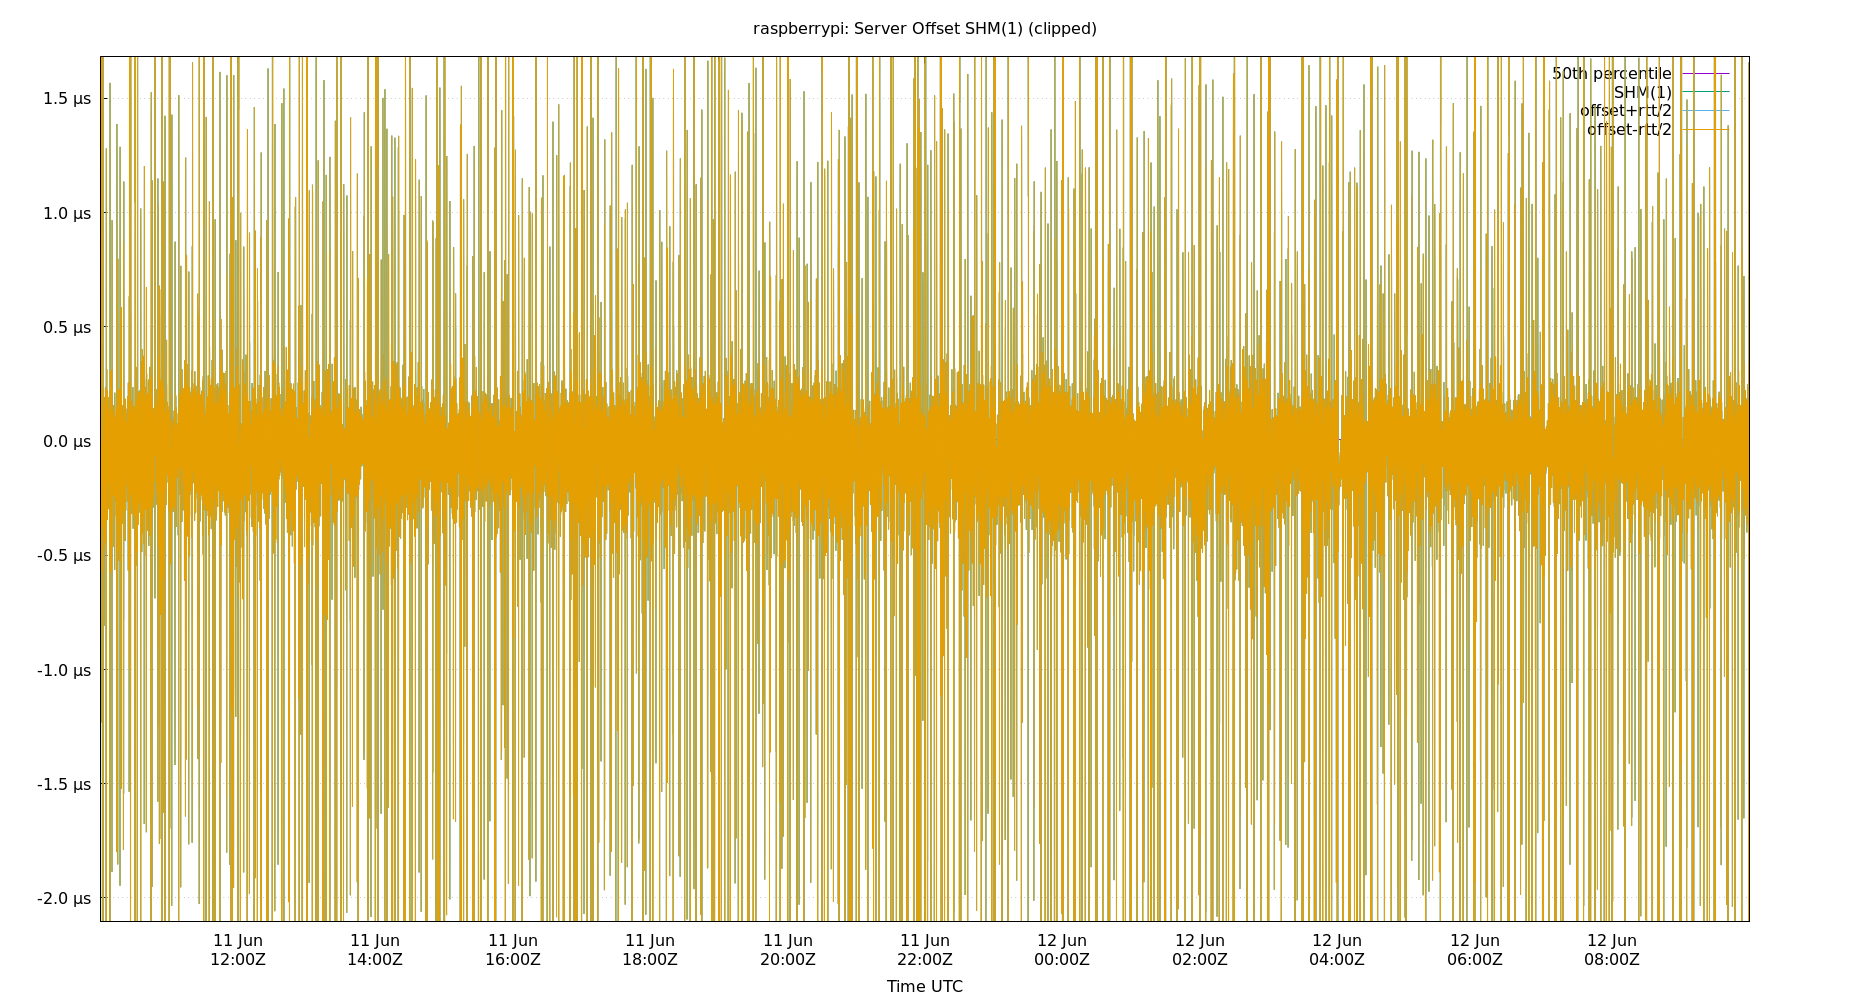 raspberrypi: Server Offset SHM(1) (clipped)
50th percentile
SHM(1)
offset+rtt/2
offset-rtt/2
1.5 µs
1.0 µs
0.5 µs
0.0 µs
-0.5 µs
-1.0 µs
-1.5 µs
-2.0 µs
11 Jun 11 Jun 11 Jun 11 Jun 11 Jun 11 Jun 12 Jun 12 Jun 12 Jun 12 Jun 12 Jun
12:00Z 14:00Z 16:00Z 18:00Z 20:00Z 22:00Z 00:00Z 02:00Z 04:00Z 06:00Z 08:00Z
Time UTC